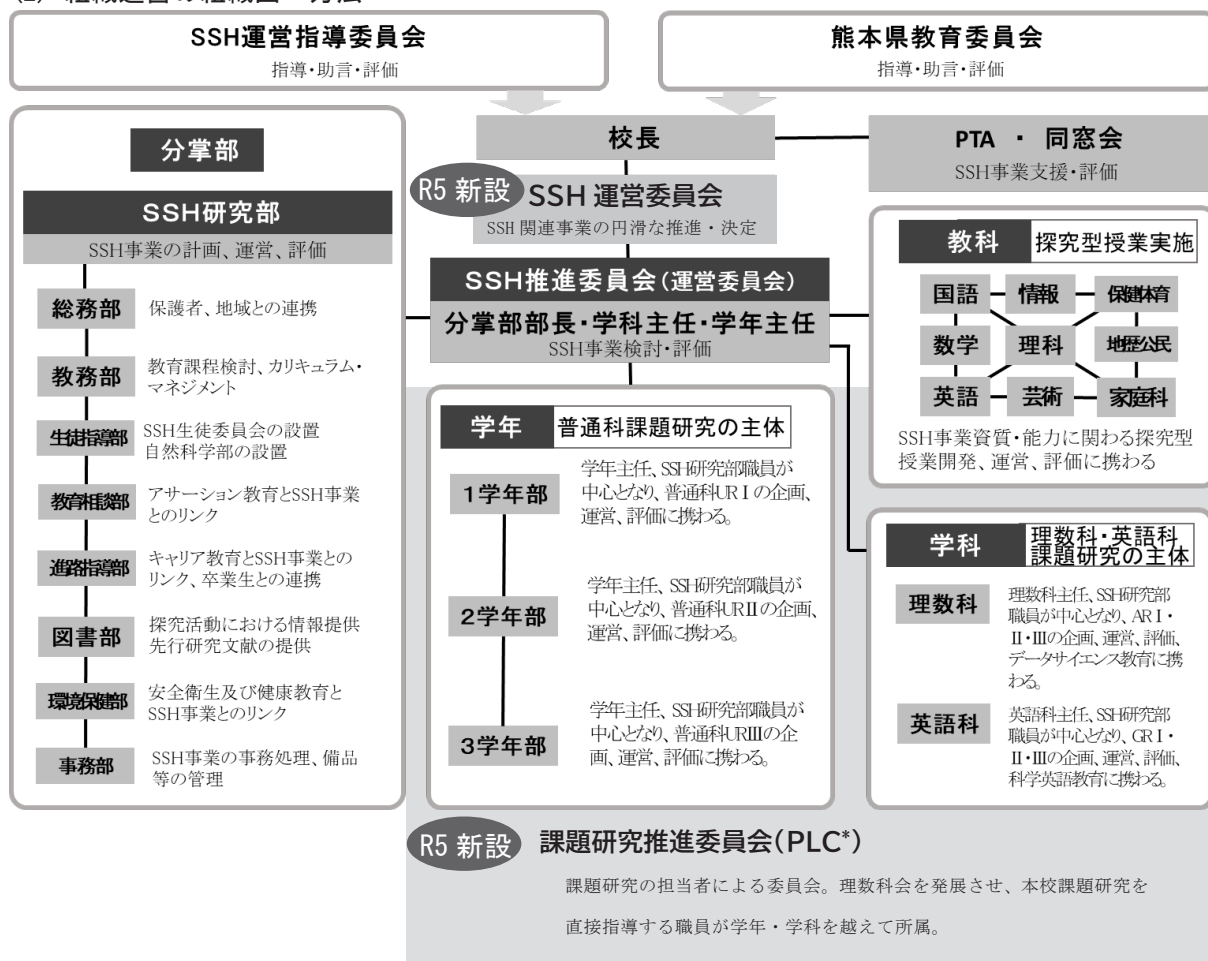 SSH運営指導委員会
指導・助言・評価
熊本県教育委員会
指導・助言・評価
校長
PTA ・ 同窓会
SSH事業支援・評価
R5 新設
SSH 運営委員会
SSH 関連事業の円滑な推進・決定
SSH推進委員会（運営委員会）
分掌部部長・学科主任・学年主任
SSH事業検討・評価
分掌部
SSH研究部
SSH事業の計画、運営、評価
総務部
保護者、地域との連携
教務部
教育課程検討、カリキュラム・
マネジメント
生徒指導部
SSH生徒委員会の設置
自然科学部の設置
教育相談部
アサーション教育とSSH事業
とのリンク
進路指導部
キャリア教育とSSH事業との
リンク、卒業生との連携
図書部
探究活動における情報提供
先行研究文献の提供
環境保健部
安全衛生及び健康教育と
SSH事業とのリンク
事務部
SSH事業の事務処理、備品
等の管理
学年
普通科課題研究の主体
1学年部
学年主任、SSH研究部職員が
中心となり、普通科URⅠの企画、
運営、評価に携わる。
2学年部
学年主任、SSH研究部職員が
中心となり、普通科URⅡの企画、
運営、評価に携わる。
3学年部
学年主任、SSH研究部職員が
中心となり、普通科URⅢの企
画、運営、評価に携わる。
教科
探究型授業実施
国語 情報 保健体育
数学 理科 地歴公民
英語 芸術 家庭科
SSH事業資質・能力に関わる探究型
授業開発、運営、評価に携わる
学科
理数科・英語科
課題研究の主体
理数科
理数科主任、SSH研究部
職員が中心となり、ARⅠ・
Ⅱ・Ⅲの企画、運営、評価、
データサイエンス教育に携
わる。
英語科
英語科主任、SSH研究部
職員が中心となり、GRⅠ・
Ⅱ・Ⅲの企画、運営、評価、
科学英語教育に携わる。
R5 新設
課題研究推進委員会(PLC*)
課題研究の担当者による委員会。理数科会を発展させ、本校課題研究を
直接指導する職員が学年・学科を越えて所属。